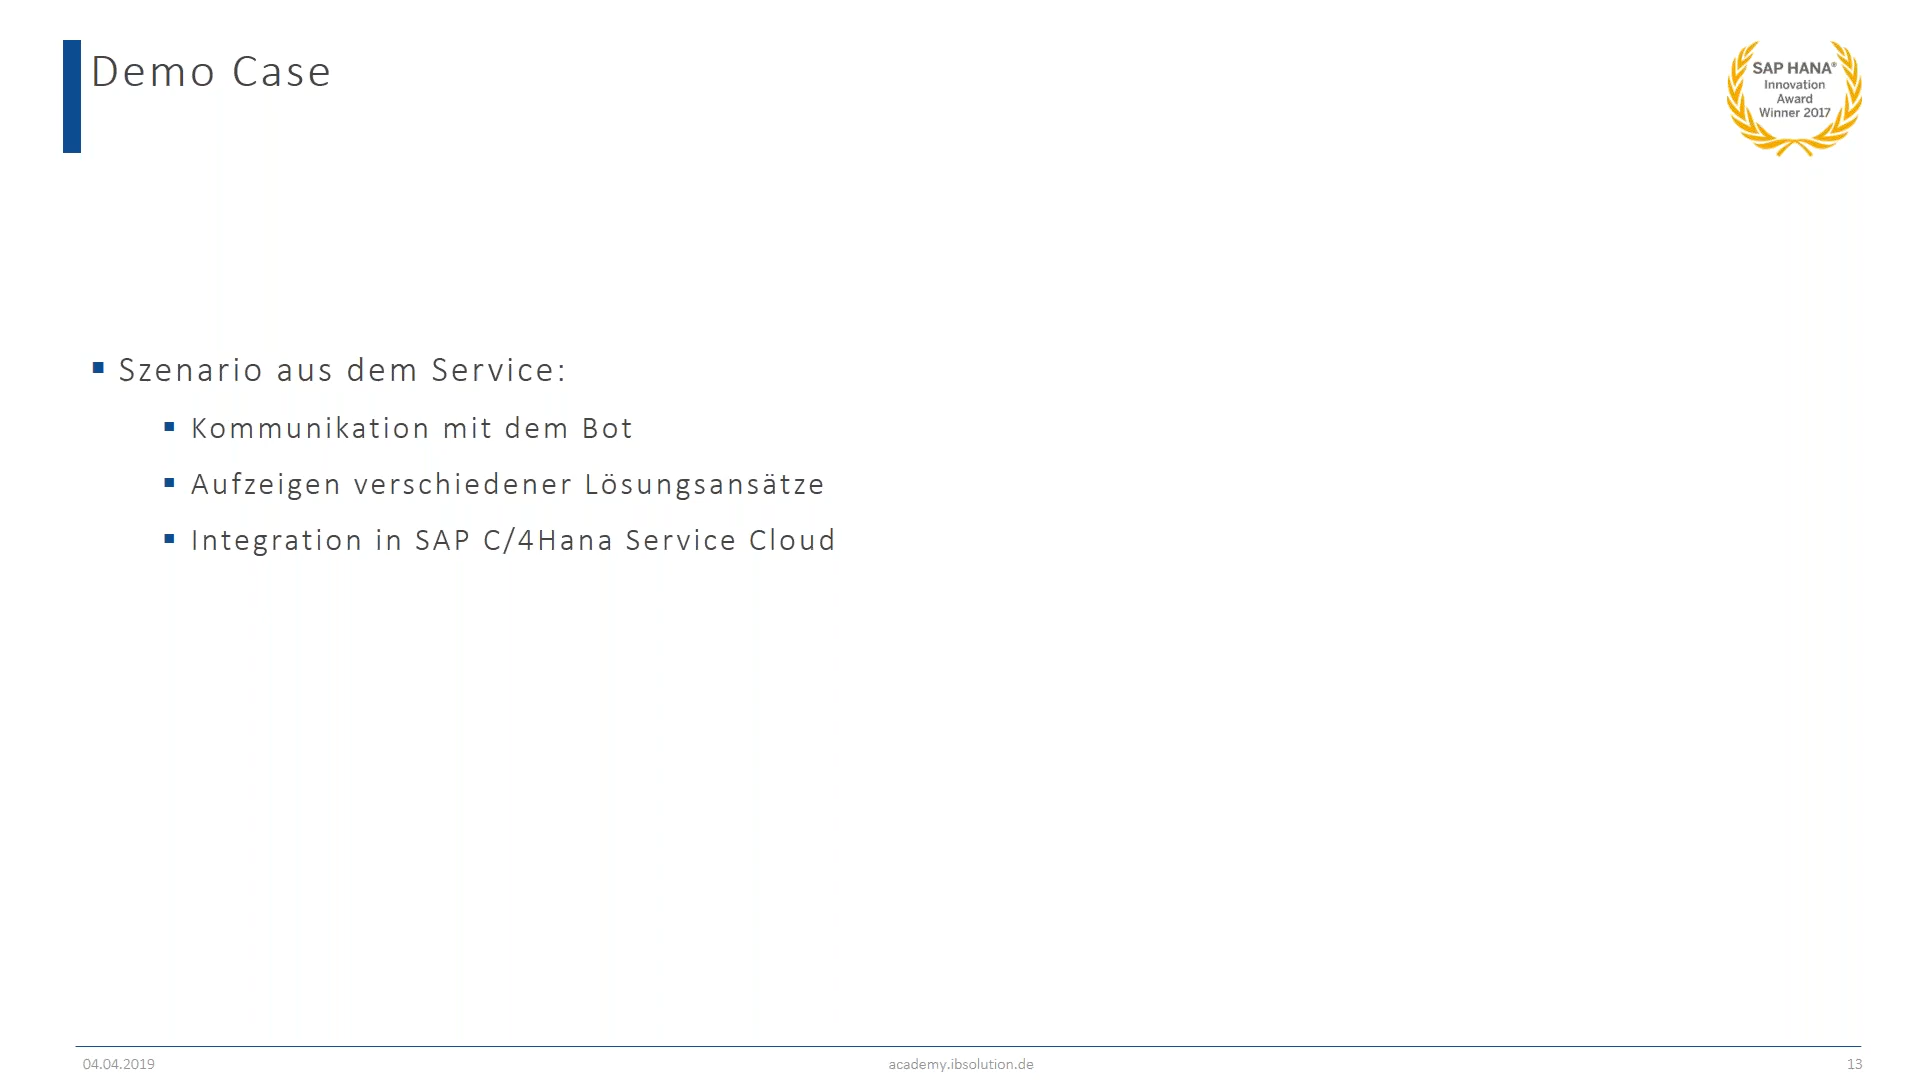 Demo Case
SAP HANA®
Innovation
Award
Winner 2017
Szenario aus dem Service:
Kommunikation mit dem Bot
Aufzeigen verschiedener Lösungsansätze
Integration in SAP C/4Hana Service Cloud
04.04.2019
academy.ibsolution.de
13